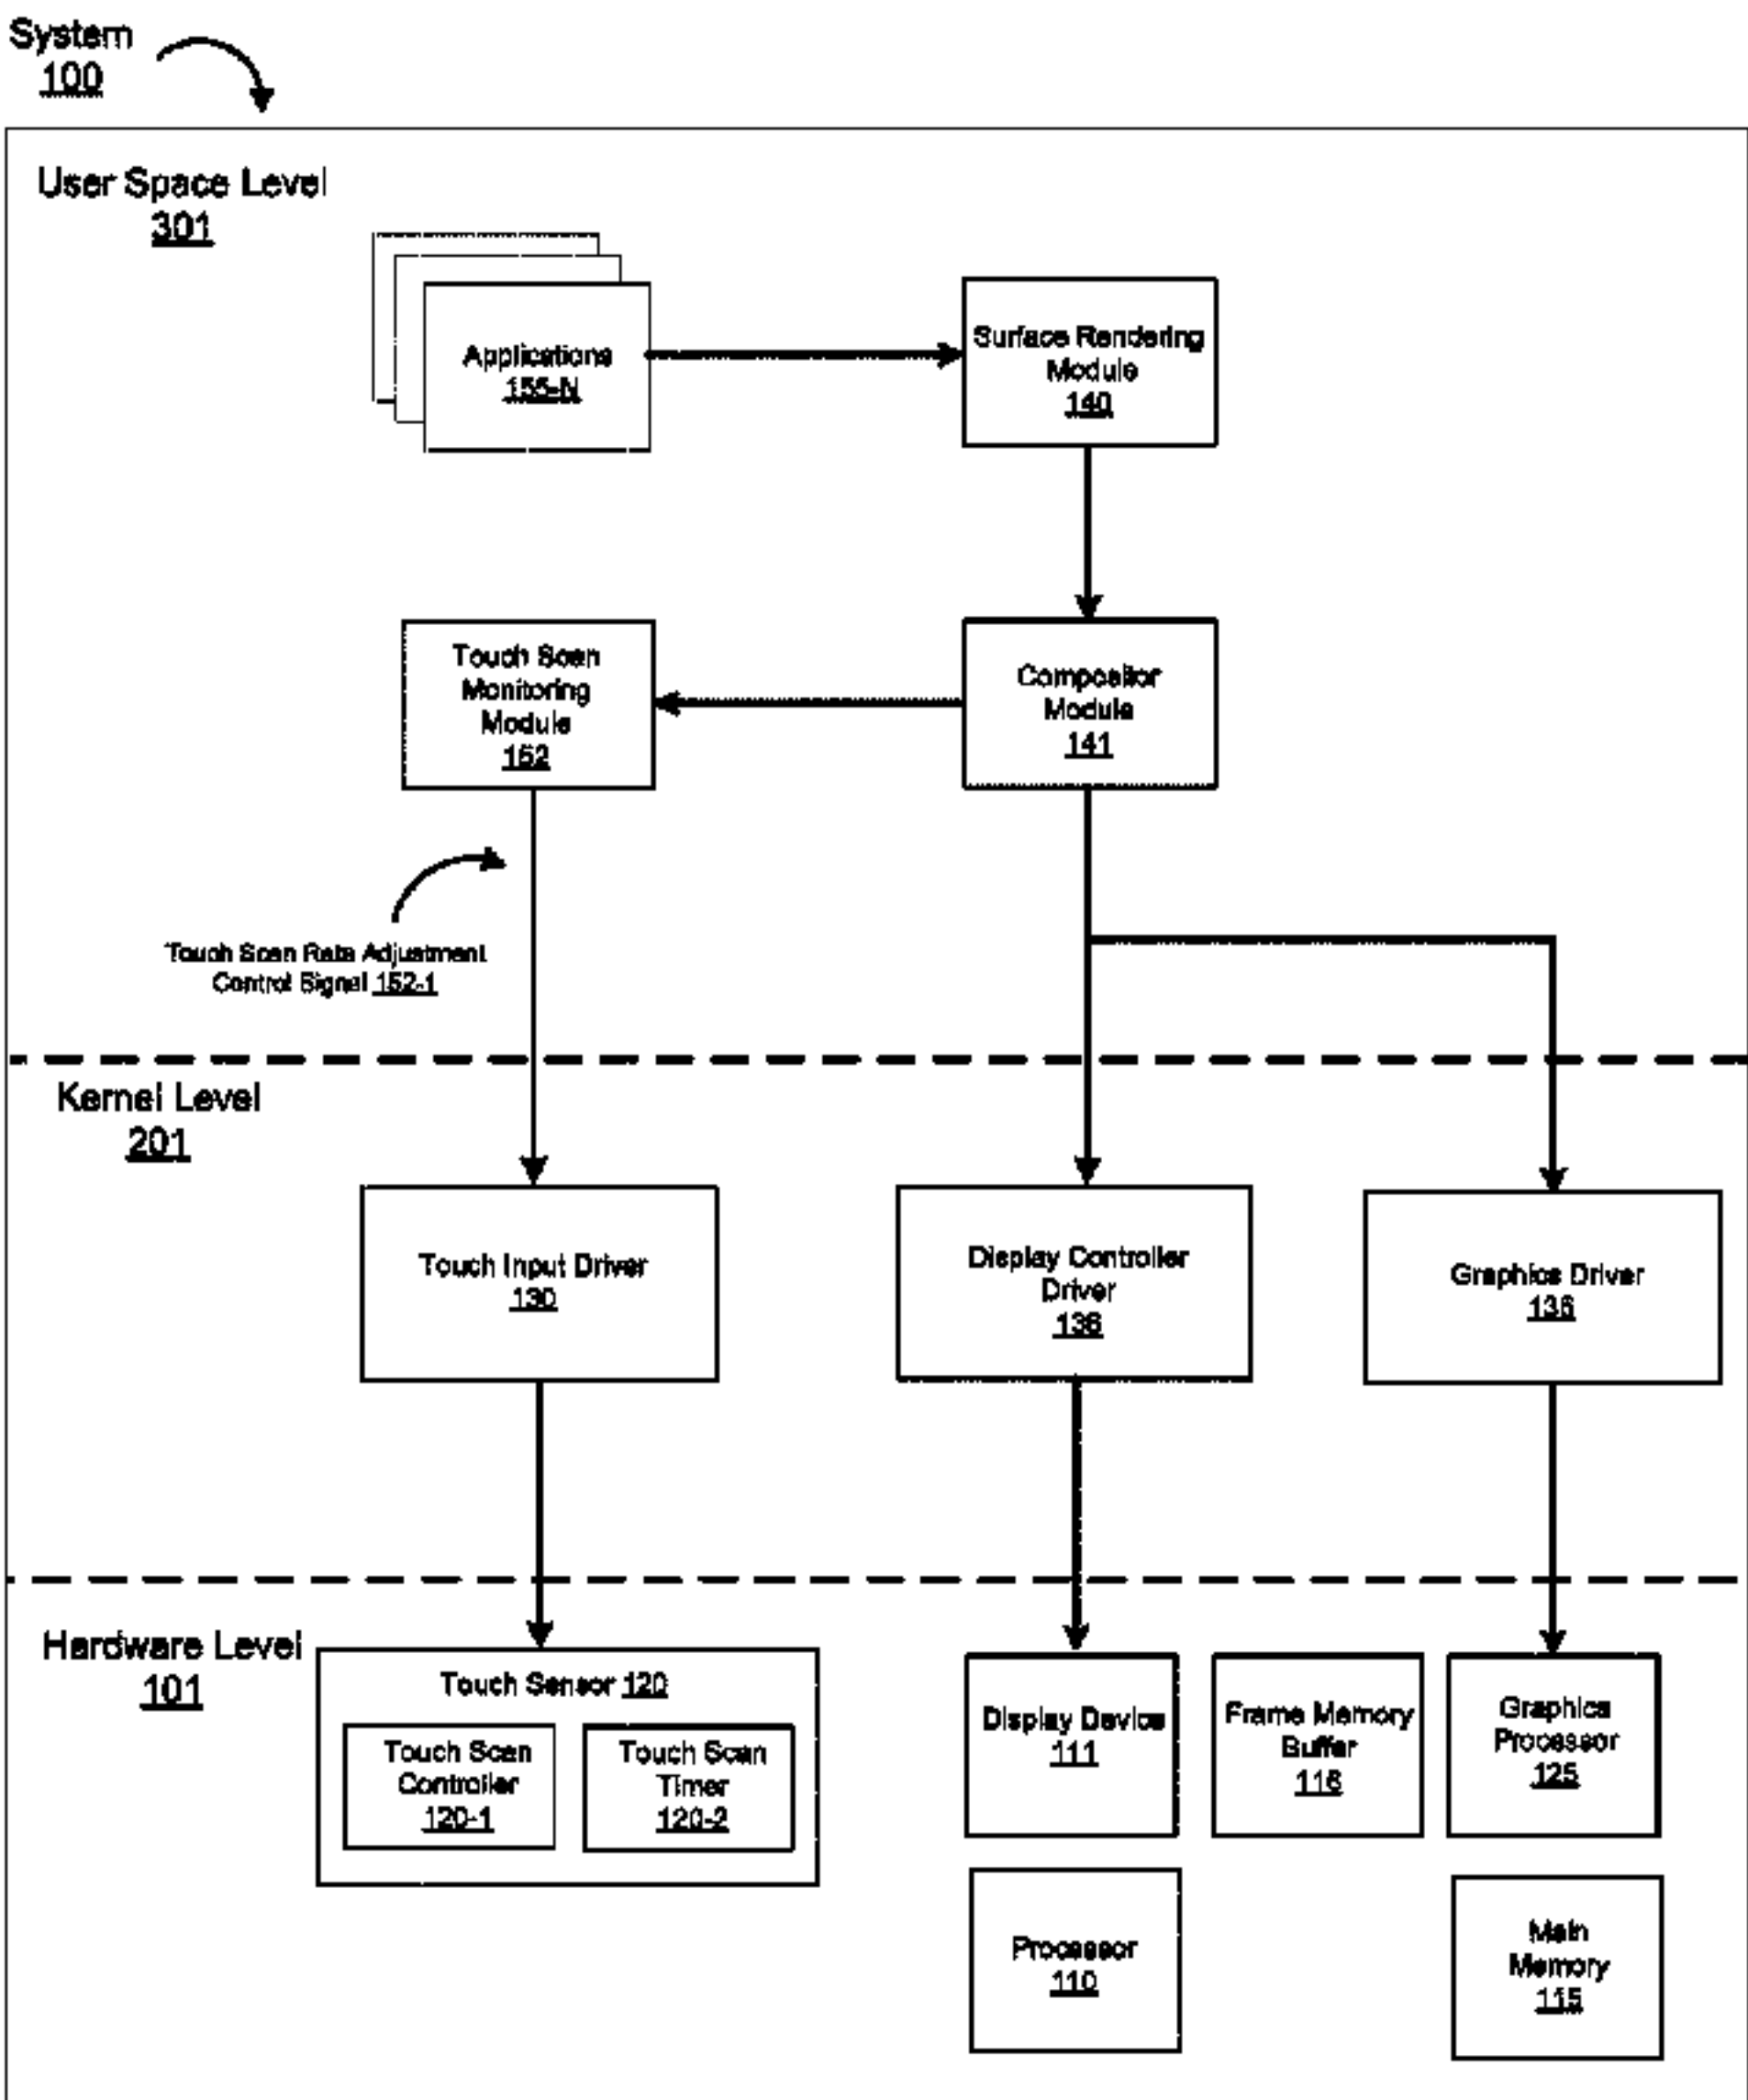 System
100
User Space Level
301
Applications
155-N
Surface Rendering
Module
140
Touch Scan
Monitoring
Module
152
Compositor
Module
141
Touch Scan Rate Adjustment
Control Signal 152-1
Kernel Level
201
Touch Input Driver
130
Display Controller
Driver
Graphics Driver
Hardware Level
101
Touch Sensor 120
Touch Scan
Controller
120-1
Touch Scan
Timer
120-2
Display Device
111
Frame Memory
Buffer
Graphics
Processor
125
Processor
110
Main
Memory
115